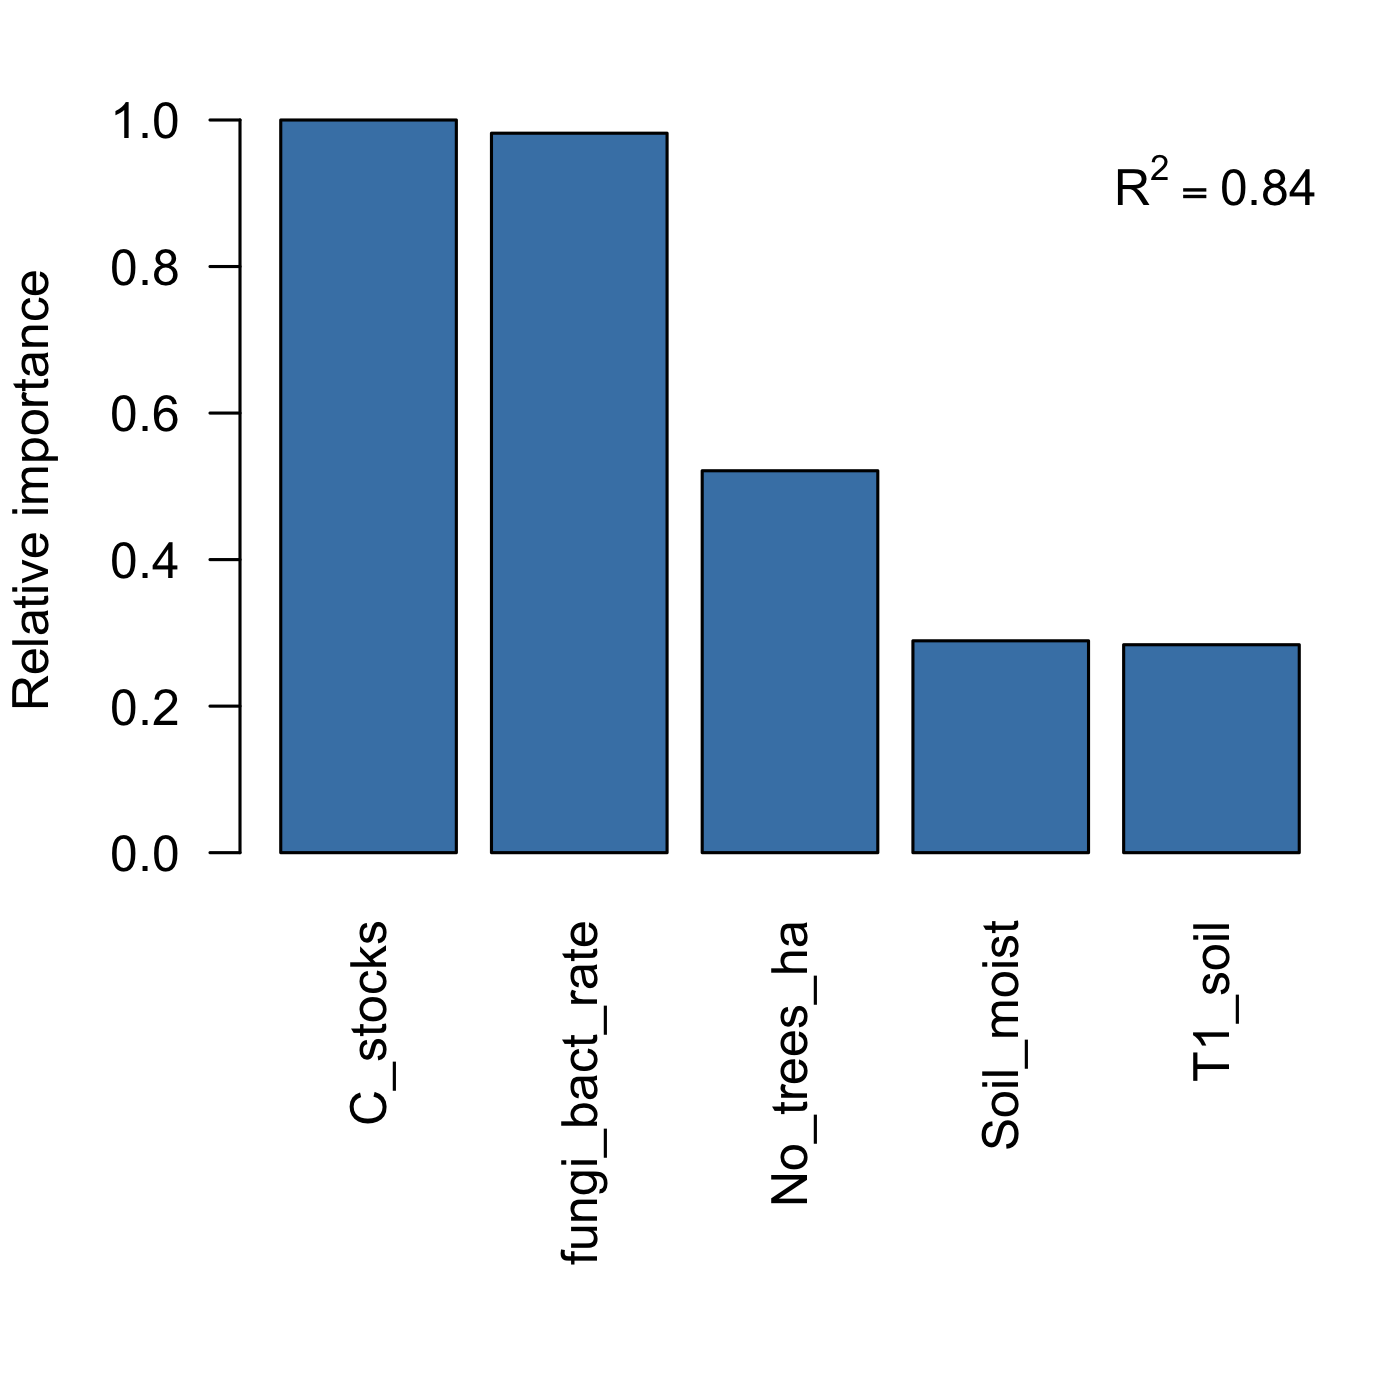 R² = 0.84
Relative importance
1.0
0.8
0.6
0.4
0.2
0.0
C_stocks
fungi_bact_rate
No_trees_ha
Soil_moist
T1_soil